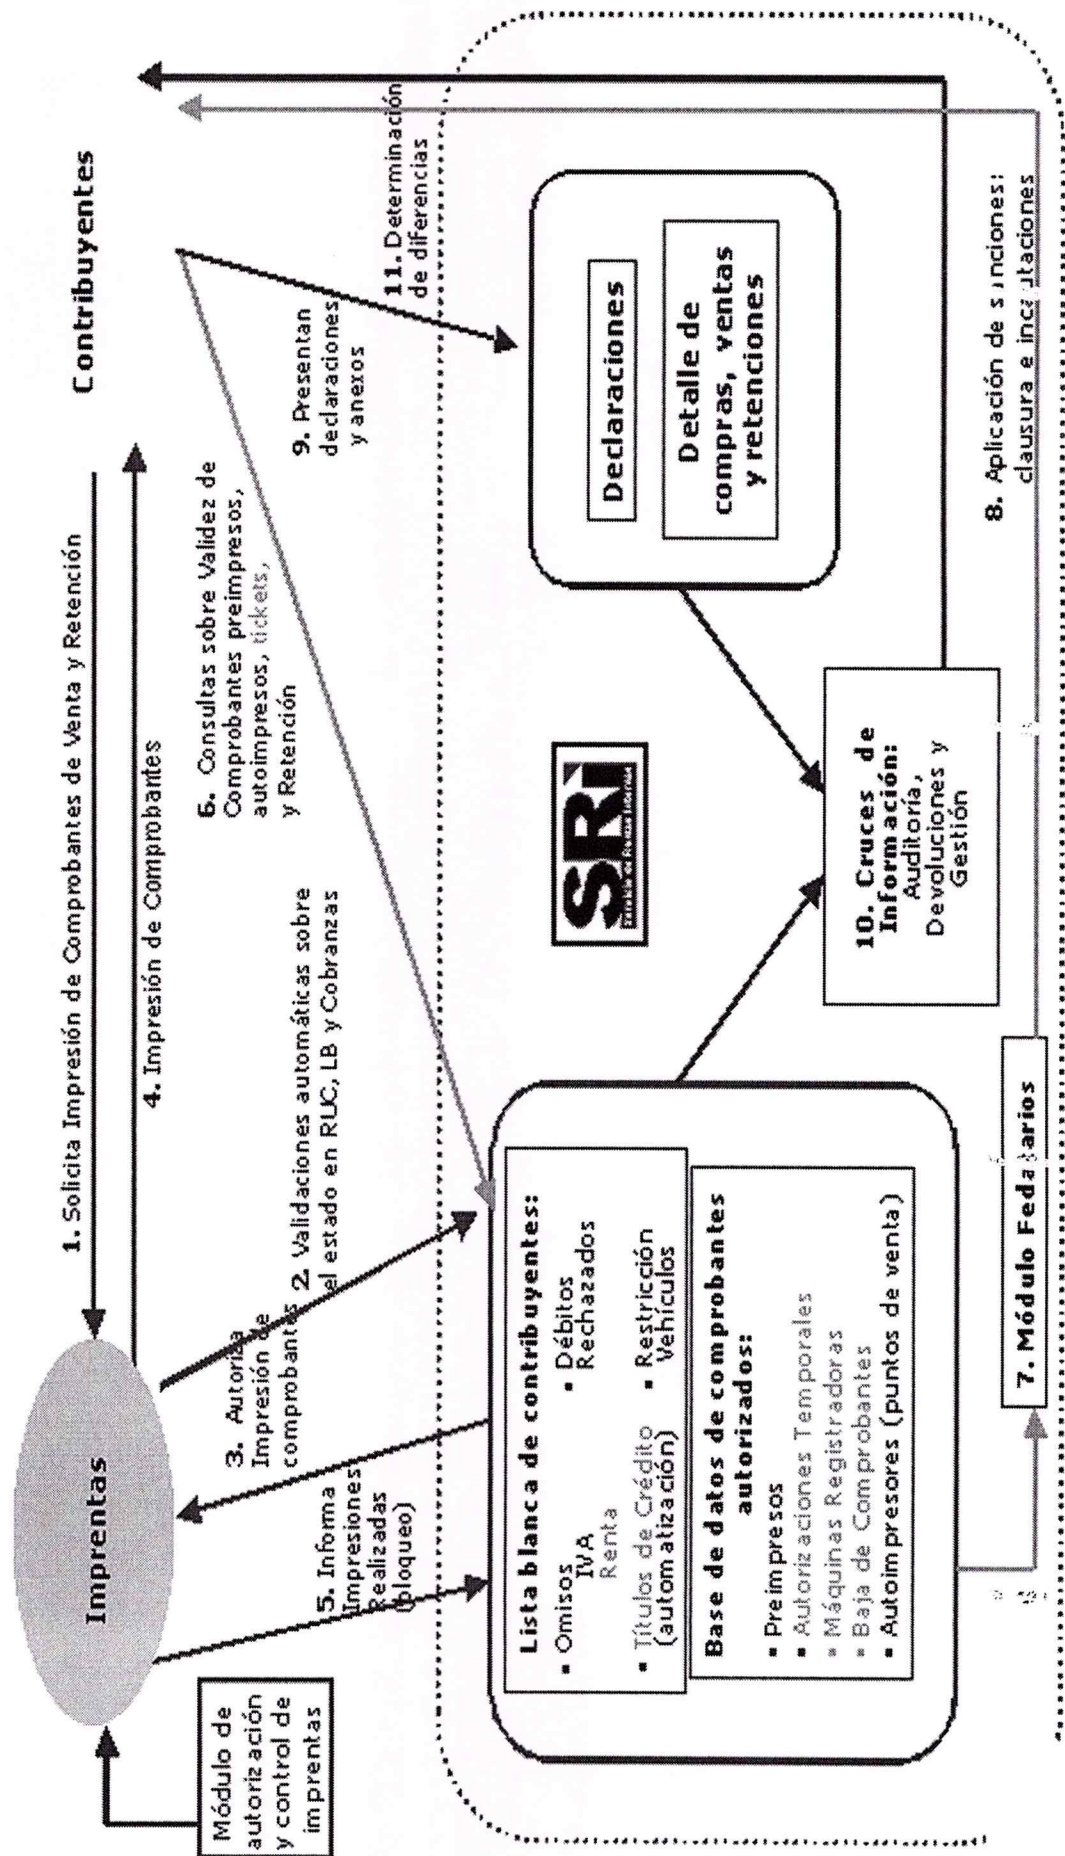 1. Solicita Impresión de Comprobantes de Venta y Retención
Imprentas
Contribuyentes
4. Impresión de Comprobantes
Módulo de
autorización
y control de
imprentas
5. Informa
Impresiones
Realizadas
(bloqueo)
3. Autoriza
Impresión de
comprobantes
2. Validaciones automáticas sobre
el estado en RUC, LB y Cobranzas
6. Consultas sobre Validez de
Comprobantes preimpresos,
autoimpresos, tickets,
y Retención
9. Presentan
declaraciones
y anexos
11. Determinación
de diferencias
Lista blanca de contribuyentes:
▪ Omisos
IVA
Renta
▪ Débitos
Rechazados
▪ Títulos de Crédito
(automatización)
▪ Restricción
Vehículos
Base de datos de comprobantes
autorizados:
▪ Preimpresos
▪ Autorizaciones Temporales
▪ Máquinas Registradoras
▪ Baja de Comprobantes
▪ Autoimpresores (puntos de venta)
SRi
Declaraciones
Detalle de
compras, ventas
y retenciones
10. Cruces de
Información:
Auditoría,
Devoluciones y
Gestión
7. Módulo Fedatarios
8. Aplicación de sanciones:
clausura e incautaciones